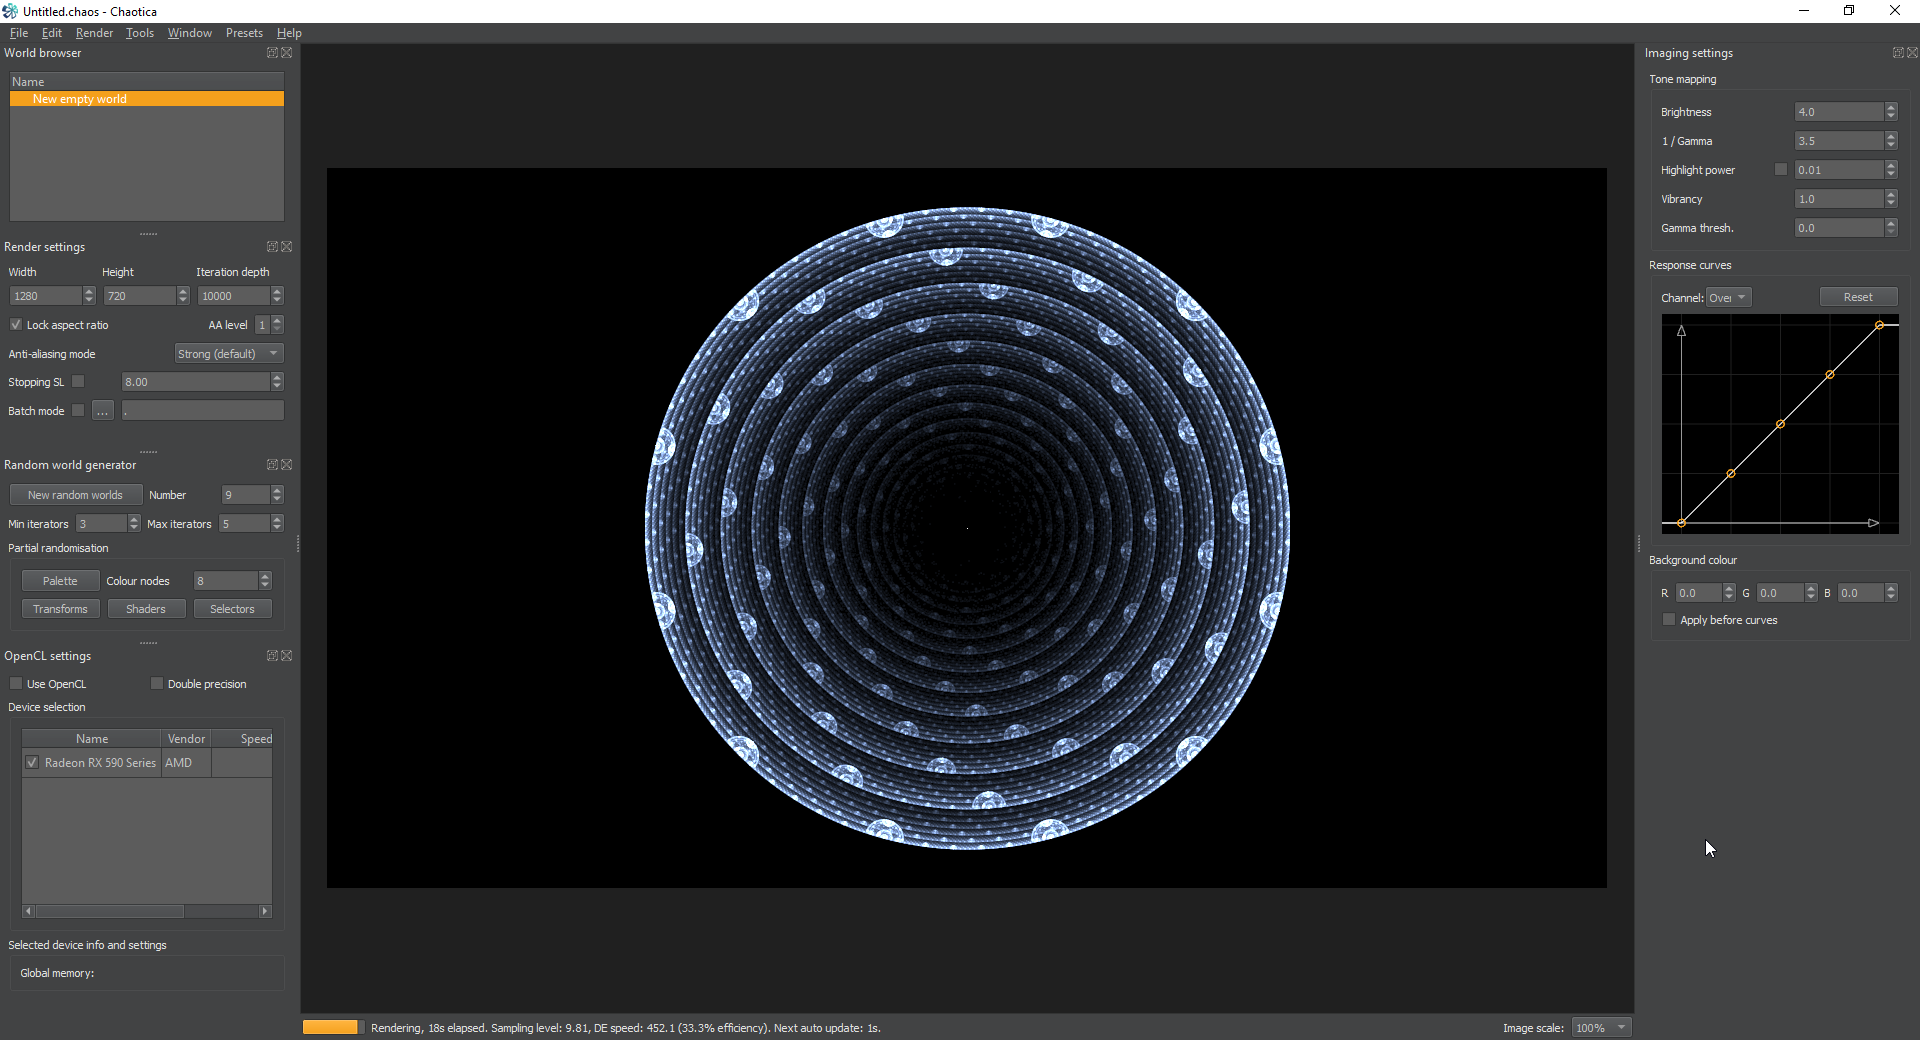 Untitled.chaos - Chaotica
File Edit Render Tools Window Presets Help
World browser
Name
New empty world
Render settings
Width Height Iteration depth
1280 720 10000
Lock aspect ratio AA level 1
Anti-aliasing mode Strong (default)
Stopping SL 8.00
Batch mode ... .
Random world generator
New random worlds Number 9
Min iterators 3 Max iterators 5
Partial randomisation
Palette Colour nodes 8
Transforms Shaders Selectors
OpenCL settings
Use OpenCL Double precision
Device selection
Name Vendor Speed
Radeon RX 590 Series AMD
Selected device info and settings
Global memory:
Rendering, 18s elapsed. Sampling level: 9.81, DE speed: 452.1 (33.3% efficiency). Next auto update: 1s.
Image scale: 100%
Imaging settings
Tone mapping
Brightness 4.0
1 / Gamma 3.5
Highlight power 0.01
Vibrancy 1.0
Gamma thresh. 0.0
Response curves
Channel: Over Reset
Background colour
R 0.0 G 0.0 B 0.0
Apply before curves